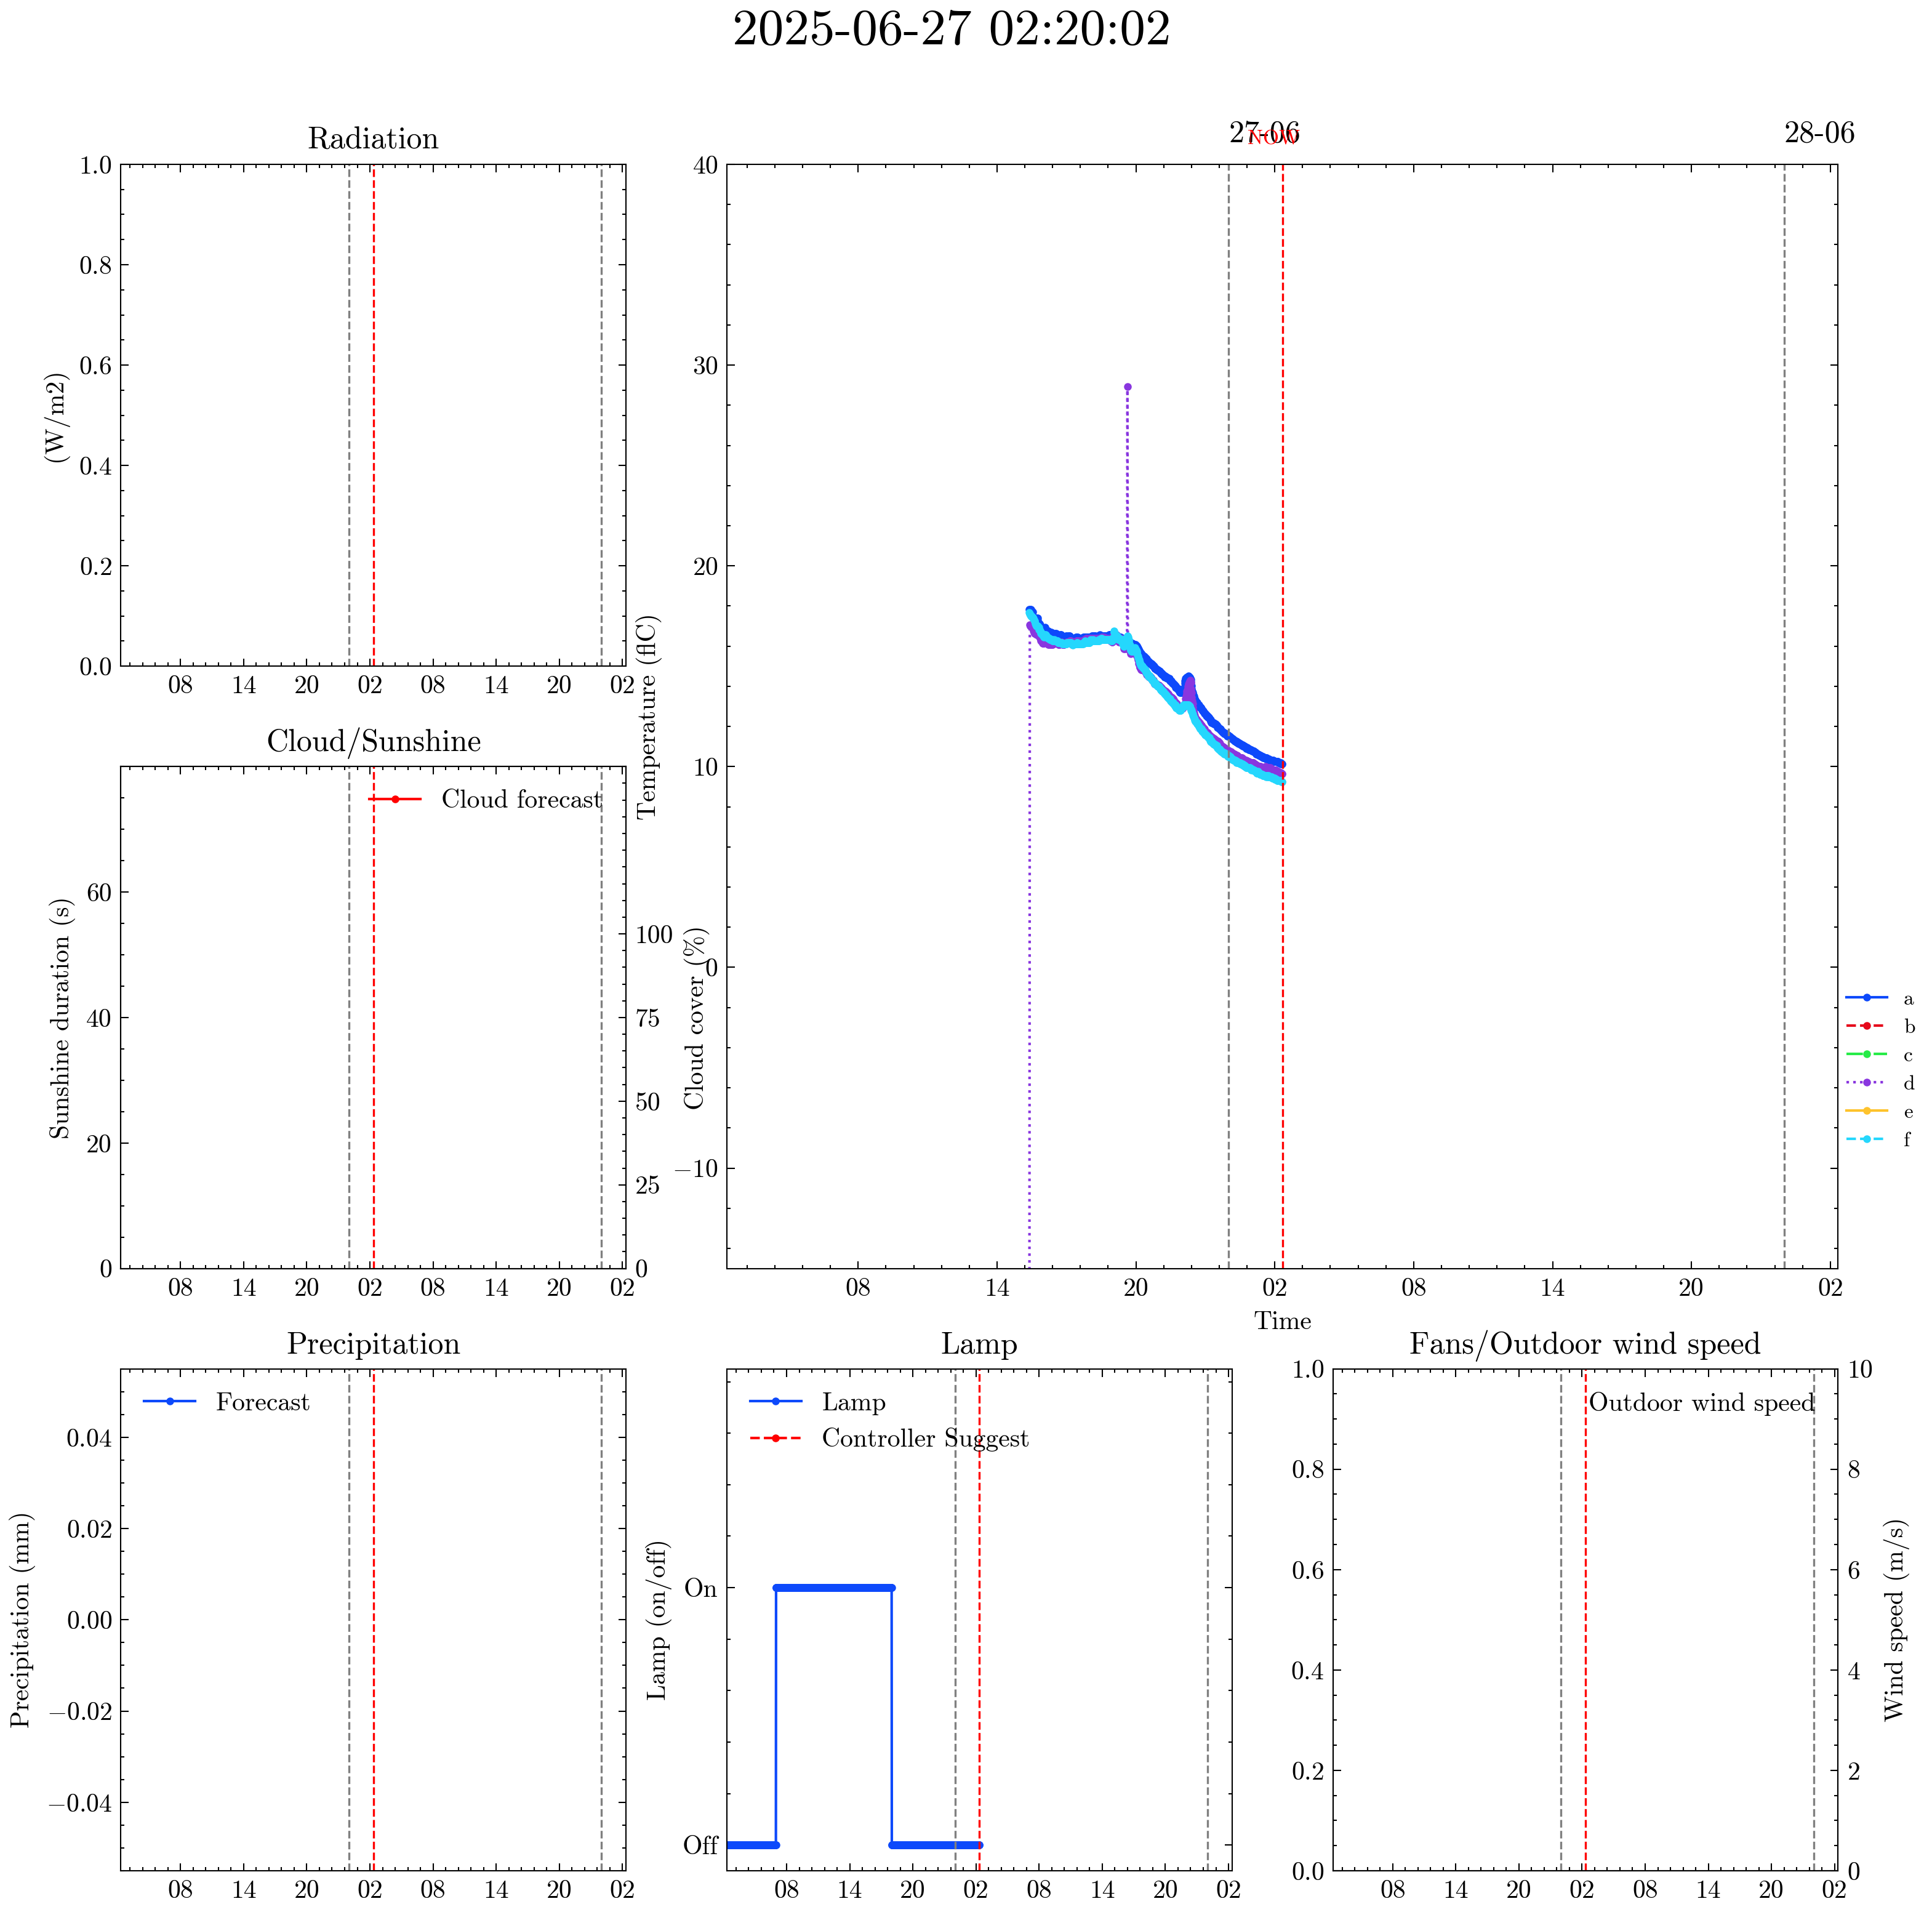 2025-06-27 02:20:02
Radiation
1.0
0.8
0.6
0.4
0.2
0.0
(W/m2)
08 14 20 02 08 14 20 02
27-06
NOW
28-06
40
30
20
10
0
−10
Temperature (flC)
08 14 20 02 08 14 20 02
Time
a
b
c
d
e
f
Cloud/Sunshine
Cloud forecast
60
40
20
0
Sunshine duration (s)
100
75
50
25
0
Cloud cover (%)
08 14 20 02 08 14 20 02
Precipitation
Forecast
0.04
0.02
0.00
−0.02
−0.04
Precipitation (mm)
08 14 20 02 08 14 20 02
Lamp
Lamp
Controller Suggest
On
Off
Lamp (on/off)
08 14 20 02 08 14 20 02
Fans/Outdoor wind speed
Outdoor wind speed
1.0
0.8
0.6
0.4
0.2
0.0
10
8
6
4
2
0
Wind speed (m/s)
08 14 20 02 08 14 20 02